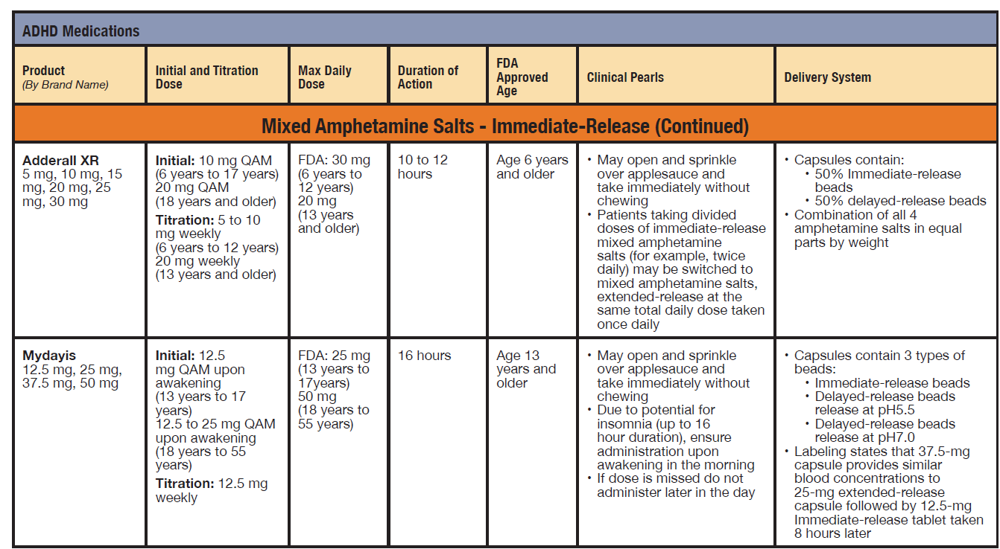 ADHD Medications
Product
(By Brand Name)
Initial and Titration
Dose
Max Daily
Dose
Duration of
Action
FDA
Approved
Age
Clinical Pearls
Delivery System
Mixed Amphetamine Salts - Immediate-Release (Continued)
Adderall XR
5 mg, 10 mg, 15
mg, 20 mg, 25
mg, 30 mg
Initial: 10 mg QAM
(6 years to 17 years)
20 mg QAM
(18 years and older)
Titration: 5 to 10
mg weekly
(6 years to 12 years)
20 mg weekly
(13 years and older)
FDA: 30 mg
(6 years to
12 years)
20 mg
(13 years
and older)
10 to 12
hours
Age 6 years
and older
• May open and sprinkle
over applesauce and
take immediately without
chewing
• Patients taking divided
doses of immediate-release
mixed amphetamine
salts (for example, twice
daily) may be switched to
mixed amphetamine salts,
extended-release at the
same total daily dose taken
once daily
• Capsules contain:
• 50% Immediate-release
beads
• 50% delayed-release beads
• Combination of all 4
amphetamine salts in equal
parts by weight
Mydayis
12.5 mg, 25 mg,
37.5 mg, 50 mg
Initial: 12.5
mg QAM upon
awakening
(13 years to 17
years)
12.5 to 25 mg QAM
upon awakening
(18 years to 55
years)
Titration: 12.5 mg
weekly
FDA: 25 mg
(13 years to
17years)
50 mg
(18 years to
55 years)
16 hours
Age 13
years and
older
• May open and sprinkle
over applesauce and
take immediately without
chewing
• Due to potential for
insomnia (up to 16
hour duration), ensure
administration upon
awakening in the morning
• If dose is missed do not
administer later in the day
• Capsules contain 3 types of
beads:
• Immediate-release beads
• Delayed-release beads
release at pH5.5
• Delayed-release beads
release at pH7.0
• Labeling states that 37.5-mg
capsule provides similar
blood concentrations to
25-mg extended-release
capsule followed by 12.5-mg
Immediate-release tablet taken
8 hours later